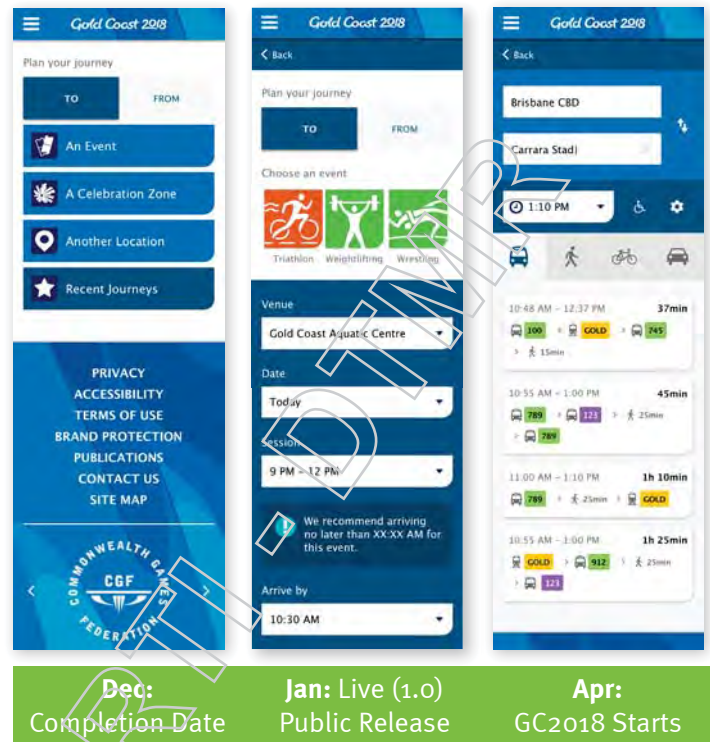 Gold Coast 2018
Plan your journey
TO
FROM
An Event
A Celebration Zone
Another Location
Recent Journeys
PRIVACY
ACCESSIBILITY
TERMS OF USE
BRAND PROTECTION
PUBLICATIONS
CONTACT US
SITE MAP
COMMONWEALTH GAMES
CGF
FEDERATION
Gold Coast 2018
Back
Plan your journey
TO
FROM
Choose an event
Triathlon
Weightlifting
Wrestling
Venue
Gold Coast Aquatic Centre
Date
Today
Session
9 PM – 12 PM
We recommend arriving
no later than XX:XX AM for
this event.
Arrive by
10:30 AM
Gold Coast 2018
Back
Brisbane CBD
Carrara Stadi
1:10 PM
10:48 AM – 12:37 PM 37min
100 > GOLD > 745
> 15min
10:55 AM – 1:00 PM 45min
789 > 123 > 25min
> 789
11:00 AM – 1:10 PM 1h 10min
789 > 25min > GOLD
10:55 AM – 1:00 PM 1h 25min
GOLD > 912 > 25min
> 123
Dec:
Completion Date
Jan: Live (1.0)
Public Release
Apr:
GC2018 Starts
RTI - DTMR